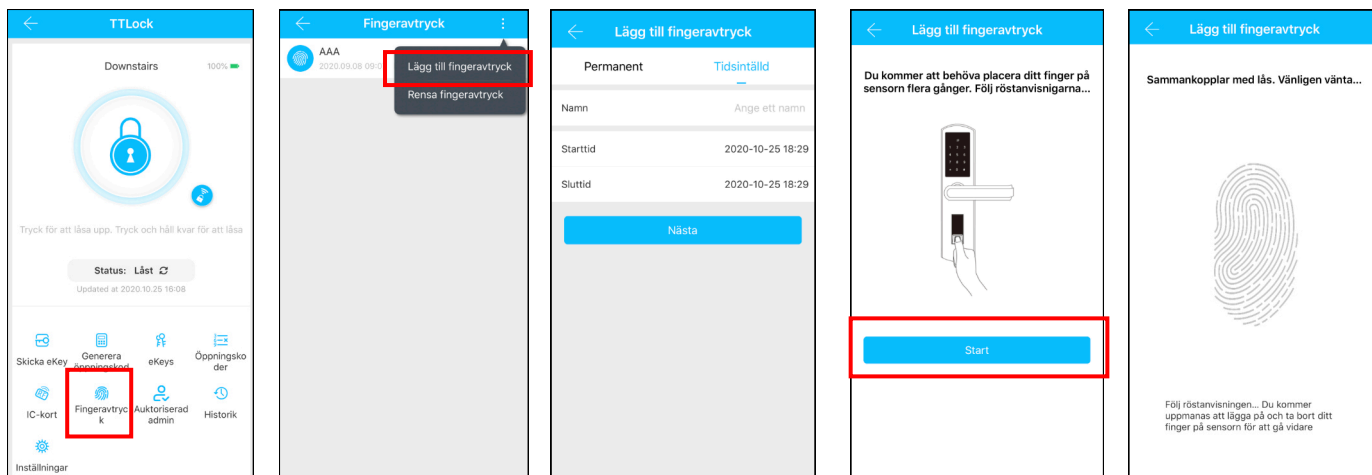 TTLock
Downstairs
100%
Tryck för att låsa upp. Tryck och håll kvar för att låsa
Status: Låst
Updated at 2020.10.25 16:08
Skicka eKey
Generera
öppningskod
eKeys
Öppningsko
der
IC-kort
Fingeravtryc
k
Auktoriserad
admin
Historik
Inställningar
Fingeravtryck
AAA
2020.09.08 09:0
Lägg till fingeravtryck
Rensa fingeravtryck
Lägg till fingeravtryck
Permanent
Tidsintälld
Namn
Ange ett namn
Starttid
2020-10-25 18:29
Sluttid
2020-10-25 18:29
Nästa
Lägg till fingeravtryck
Du kommer att behöva placera ditt finger på
sensorn flera gånger. Följ röstanvisnigarna...
Start
Lägg till fingeravtryck
Sammankopplar med lås. Vänligen vänta...
Följ röstanvisningen... Du kommer
uppmanas att lägga på och ta bort ditt
finger på sensorn för att gå vidare